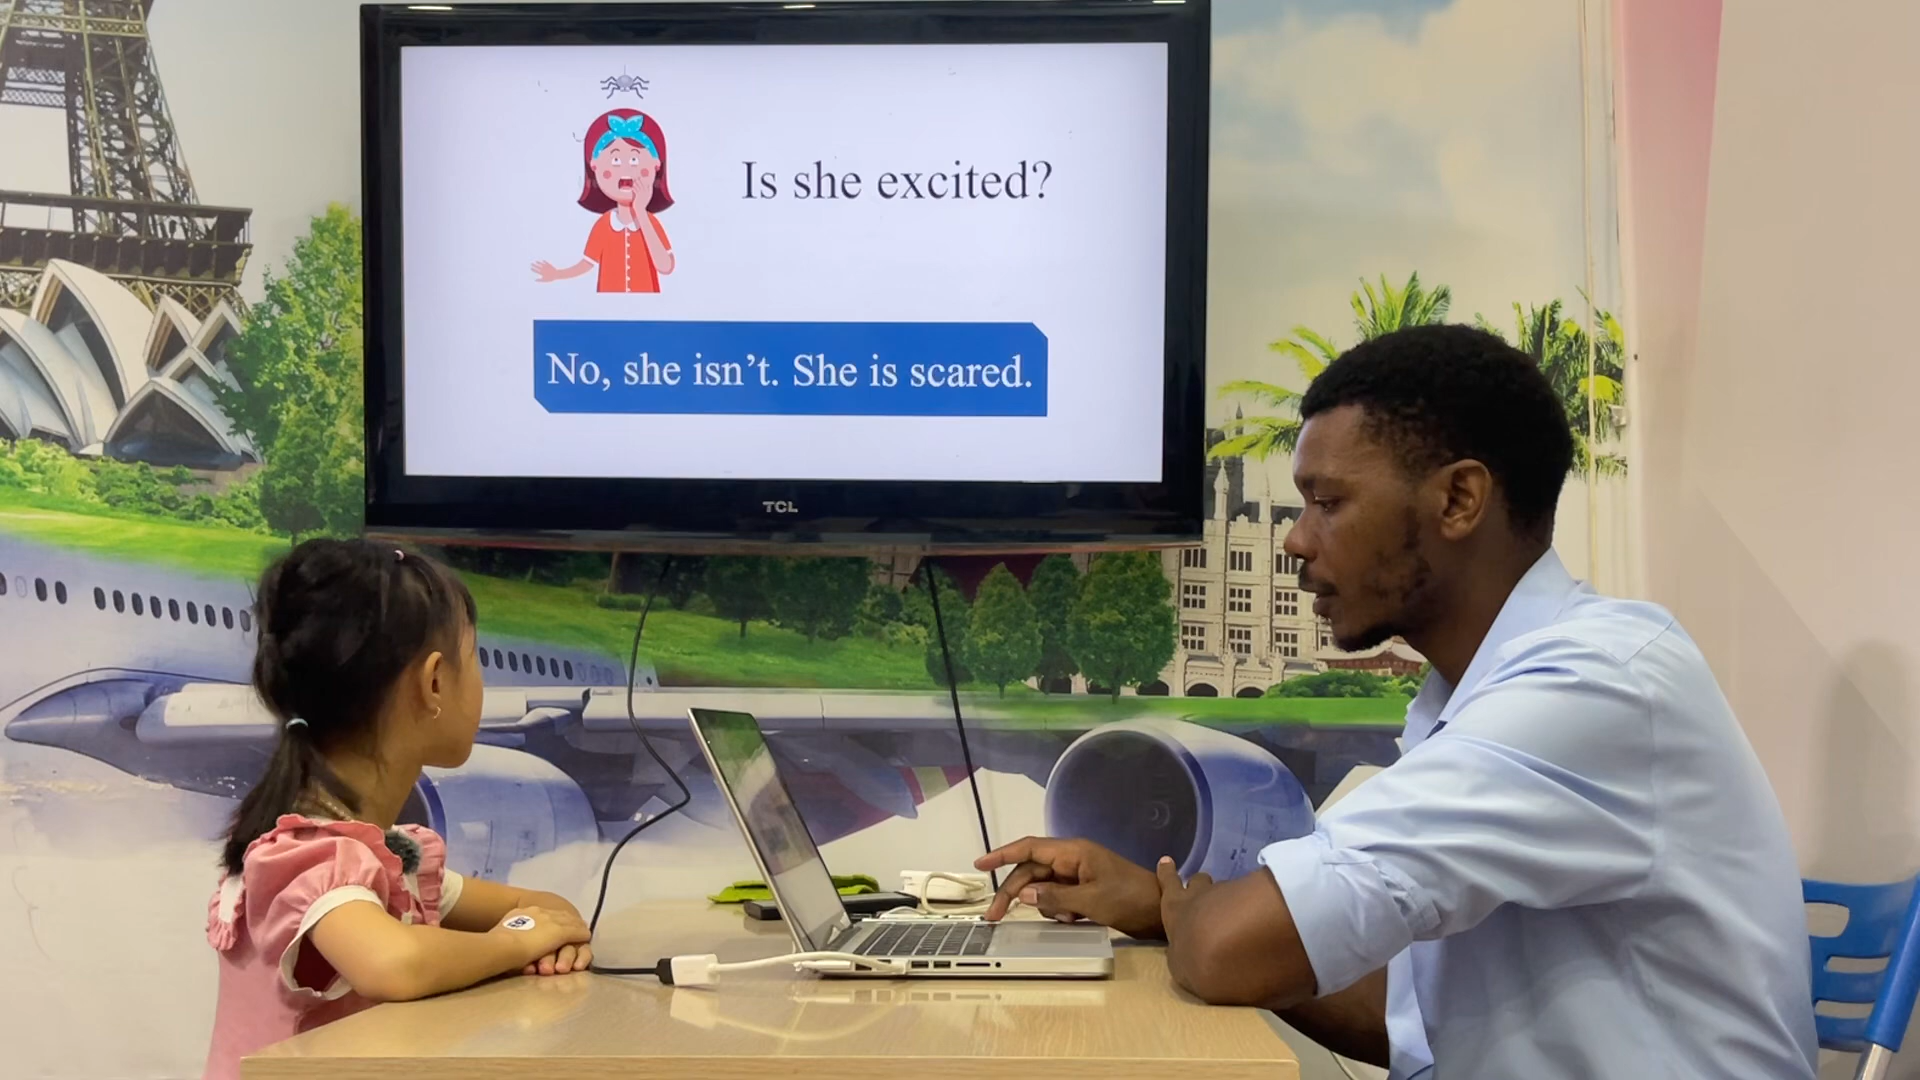 Is she excited?
No, she isn't. She is scared.
TCL